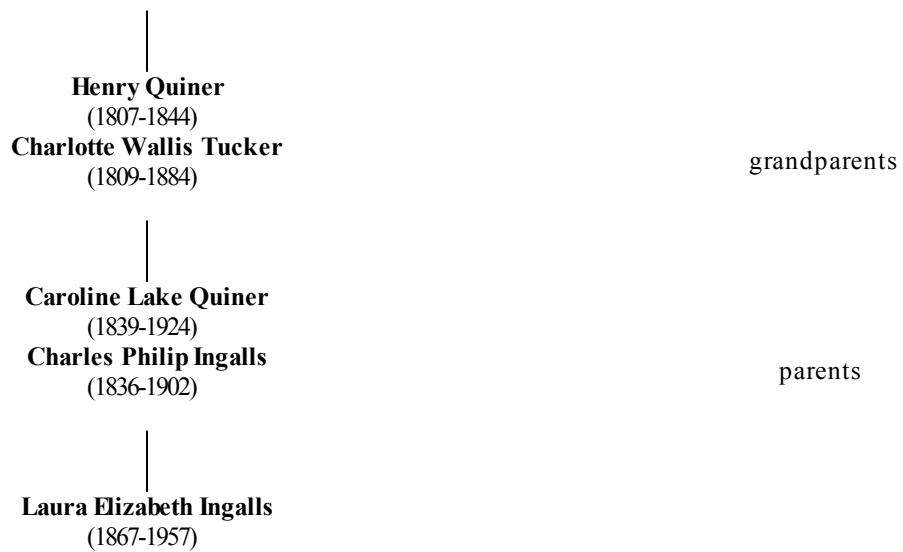 Henry Quiner
(1807-1844)
Charlotte Wallis Tucker
(1809-1884)
grandparents
Caroline Lake Quiner
(1839-1924)
Charles Philip Ingalls
(1836-1902)
parents
Laura Elizabeth Ingalls
(1867-1957)